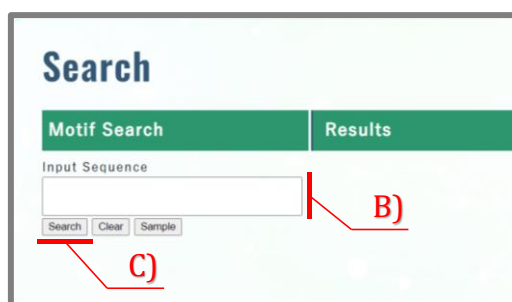 Search
Motif Search Results
Input Sequence
B)
Search Clear Sample
C)